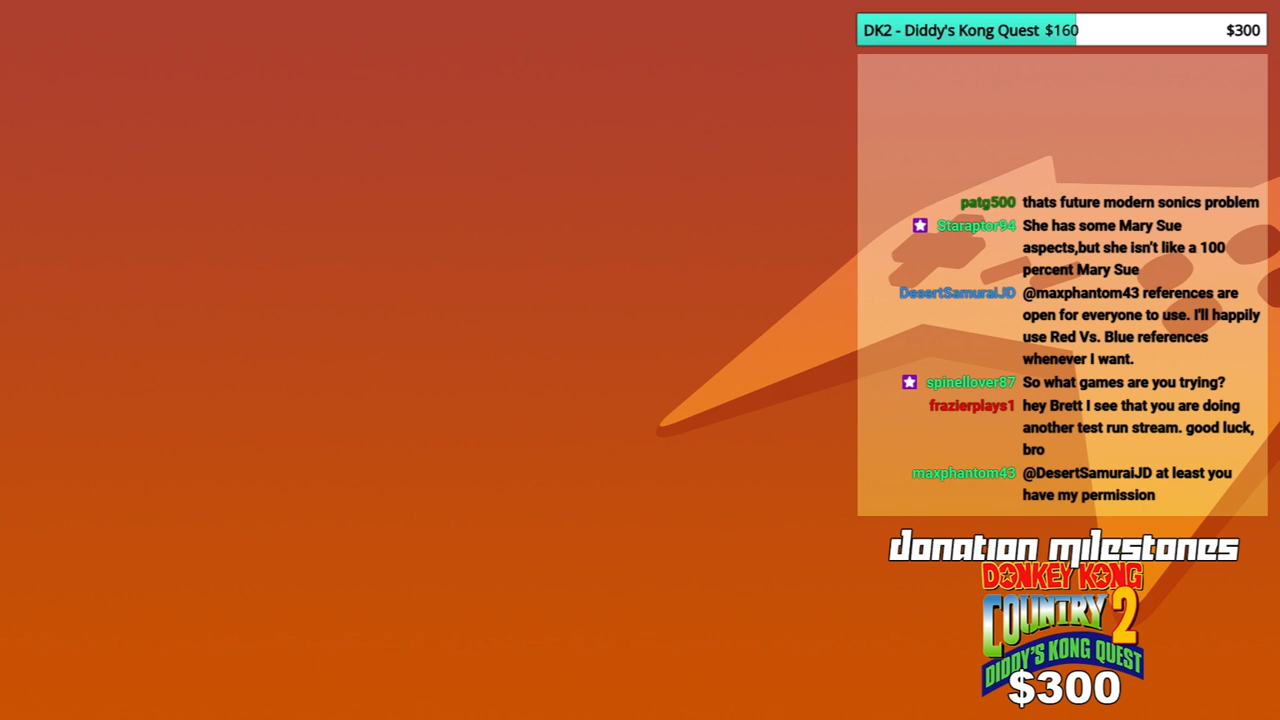 DK2 - Diddy's Kong Quest $160 $300
patg500 thats future modern sonics problem
Staraptor94 She has some Mary Sue
aspects,but she isn't like a 100
percent Mary Sue
DesertSamuraiJD @maxphantom43 references are
open for everyone to use. I'll happily
use Red Vs. Blue references
whenever I want.
spinellover87 So what games are you trying?
frazierplays1 hey Brett I see that you are doing
another test run stream. good luck,
bro
maxphantom43 @DesertSamuraiJD at least you
have my permission
donation milestones
DONKEY KONG
COUNTRY 2
DIDDY'S KONG QUEST
$300